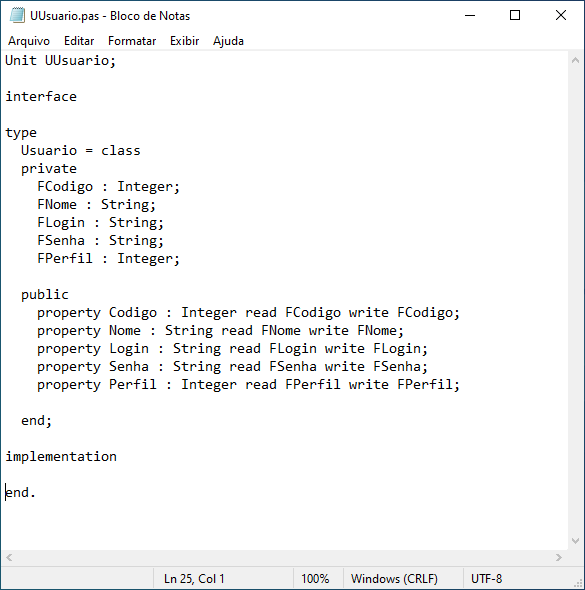 UUsuario.pas - Bloco de Notas
Arquivo Editar Formatar Exibir Ajuda
Unit UUsuario;

interface

type
  Usuario = class
  private
    FCodigo : Integer;
    FNome : String;
    FLogin : String;
    FSenha : String;
    FPerfil : Integer;

  public
    property Codigo : Integer read FCodigo write FCodigo;
    property Nome : String read FNome write FNome;
    property Login : String read FLogin write FLogin;
    property Senha : String read FSenha write FSenha;
    property Perfil : Integer read FPerfil write FPerfil;

  end;

implementation

end.
Ln 25, Col 1 100% Windows (CRLF) UTF-8